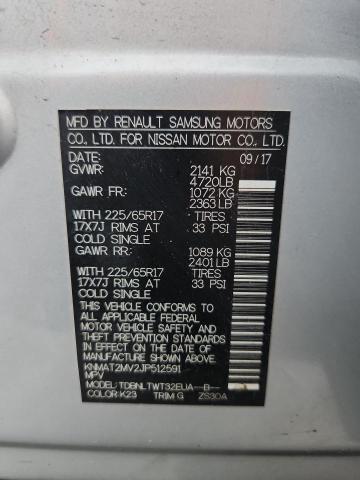 MFD BY RENAULT SAMSUNG MOTORS
CO., LTD. FOR NISSAN MOTOR CO., LTD.
DATE: 09/17
GVWR: 2141 KG
4720LB
GAWR FR: 1072 KG
2363 LB
WITH 225/65R17 TIRES
17X7J RIMS AT 33 PSI
COLD SINGLE
GAWR RR: 1089 KG
2401 LB
WITH 225/65R17 TIRES
17X7J RIMS AT 33 PSI
COLD SINGLE
THIS VEHICLE CONFORMS TO
ALL APPLICABLE FEDERAL
MOTOR VEHICLE SAFETY
STANDARDS AND THEFT
PREVENTION STANDARDS
IN EFFECT ON THE DATE OF
MANUFACTURE SHOWN ABOVE.
KNMAT2MV2JP512591
MPV
MODEL: TDBNLTWT32EUA-B--
COLOR: K23 TRIM G ZS30A